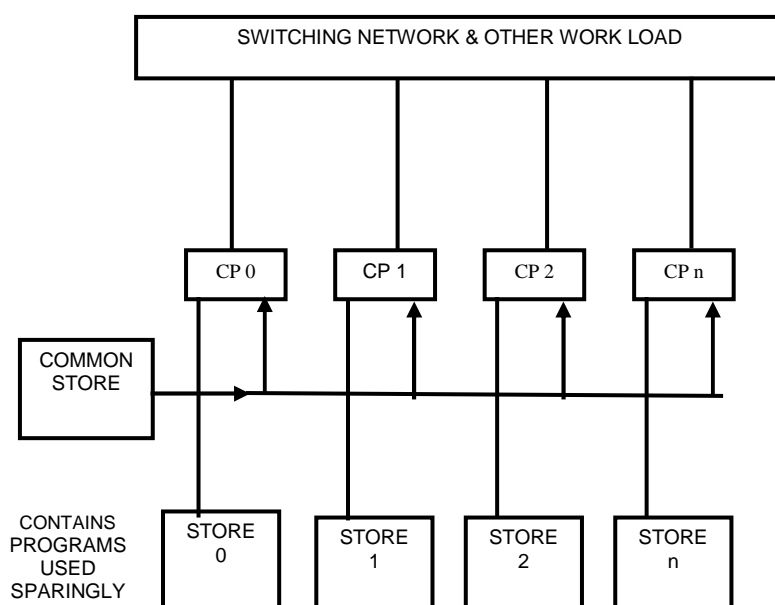 SWITCHING NETWORK & OTHER WORK LOAD
CP 0
CP 1
CP 2
CP n
COMMON
STORE
CONTAINS
PROGRAMS
USED
SPARINGLY
STORE
0
STORE
1
STORE
2
STORE
n